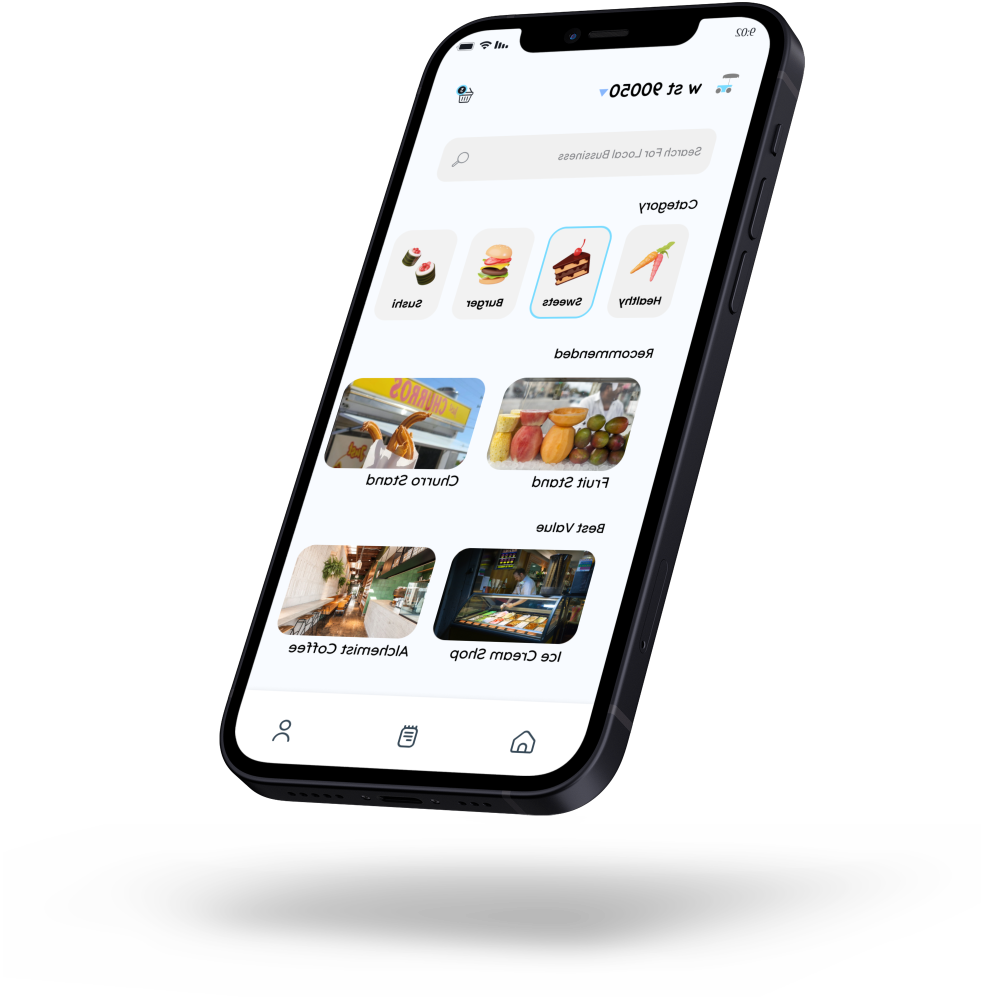 9:02
w st 90050
Search For Local Bussiness
Category
Healthy Sweets Burger Sushi
Recommended
CHURROS
Fruit Stand Churro Stand
Best Value
Ice Cream Shop Alchemist Coffee